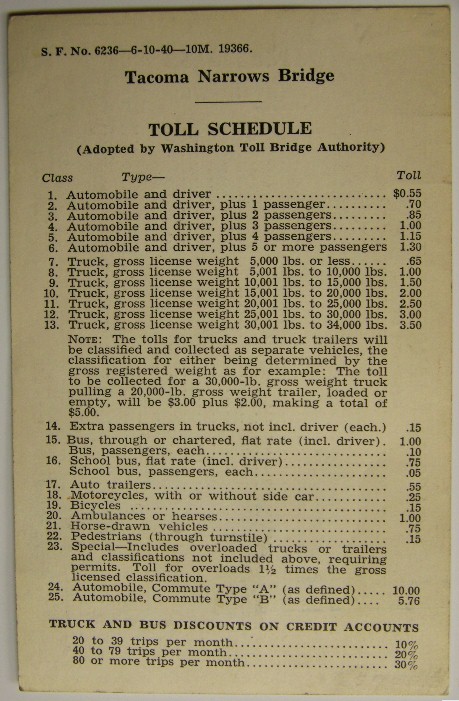 S. F. No. 6236—6-10-40—10M. 19366.
Tacoma Narrows Bridge
TOLL SCHEDULE
(Adopted by Washington Toll Bridge Authority)
Class Type— Toll
1. Automobile and driver ........................... $0.55
2. Automobile and driver, plus 1 passenger.......... .70
3. Automobile and driver, plus 2 passengers......... .85
4. Automobile and driver, plus 3 passengers......... 1.00
5. Automobile and driver, plus 4 passengers......... 1.15
6. Automobile and driver, plus 5 or more passengers 1.30
7. Truck, gross license weight 5,000 lbs. or less...... .65
8. Truck, gross license weight 5,001 lbs. to 10,000 lbs. 1.00
9. Truck, gross license weight 10,001 lbs. to 15,000 lbs. 1.50
10. Truck, gross license weight 15,001 lbs. to 20,000 lbs. 2.00
11. Truck, gross license weight 20,001 lbs. to 25,000 lbs. 2.50
12. Truck, gross license weight 25,001 lbs. to 30,000 lbs. 3.00
13. Truck, gross license weight 30,001 lbs. to 34,000 lbs. 3.50
NOTE: The tolls for trucks and truck trailers will
be classified and collected as separate vehicles, the
classification for either being determined by the
gross registered weight as for example: The toll
to be collected for a 30,000-lb. gross weight truck
pulling a 20,000-lb. gross weight trailer, loaded or
empty, will be $3.00 plus $2.00, making a total of
$5.00.
14. Extra passengers in trucks, not incl. driver (each.) .15
15. Bus, through or chartered, flat rate (incl. driver). 1.00
Bus, passengers, each........................... .10
16. School bus, flat rate (incl. driver)................ .75
School bus, passengers, each..................... .05
17. Auto trailers.................................... .55
18. Motorcycles, with or without side car........... .25
19. Bicycles ........................................ .15
20. Ambulances or hearses........................... 1.00
21. Horse-drawn vehicles ........................... .75
22. Pedestrians (through turnstile) .................. .15
23. Special—Includes overloaded trucks or trailers
and classifications not included above, requiring
permits. Toll for overloads 1½ times the gross
licensed classification.
24. Automobile, Commute Type "A" (as defined)..... 10.00
25. Automobile, Commute Type "B" (as defined).... 5.76
TRUCK AND BUS DISCOUNTS ON CREDIT ACCOUNTS
20 to 39 trips per month......................... 10%
40 to 79 trips per month......................... 20%
80 or more trips per month....................... 30%